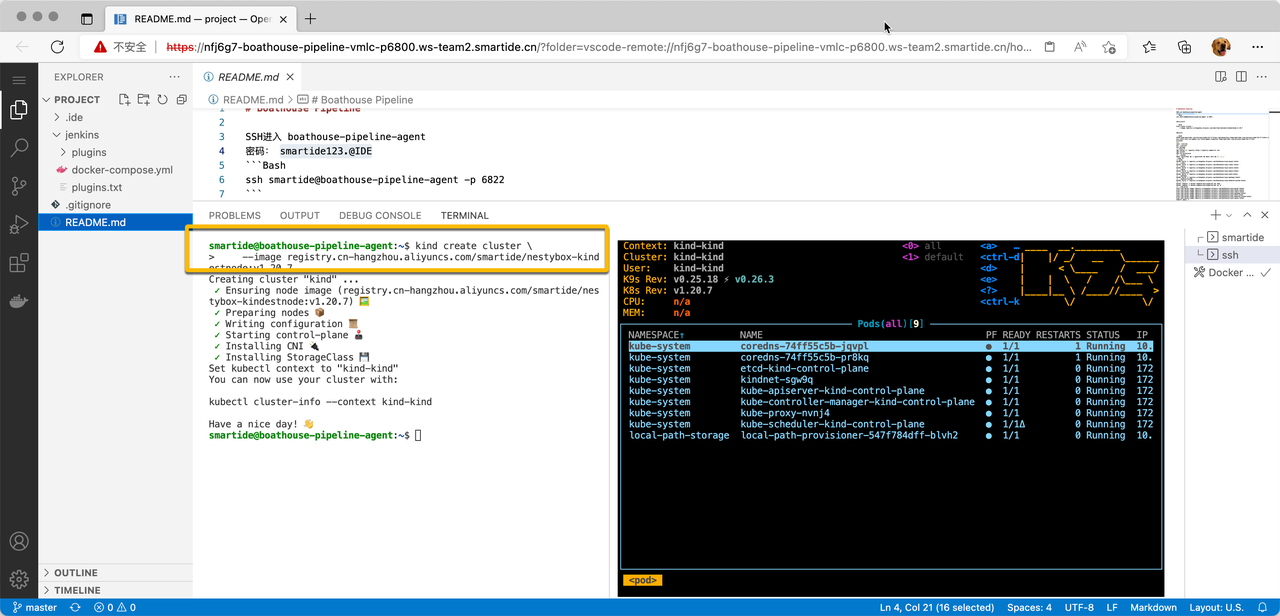 README.md — project — Ope
不安全
https://nfj6g7-boathouse-pipeline-vmlc-p6800.ws-team2.smartide.cn/?folder=vscode-remote://nfj6g7-boathouse-pipeline-vmlc-p6800.ws-team2.smartide.cn/ho...
EXPLORER
PROJECT
.ide
jenkins
plugins
docker-compose.yml
plugins.txt
.gitignore
README.md
OUTLINE
TIMELINE
README.md
README.md > # Boathouse Pipeline
1 # Boathouse Pipeline
2
3 SSH进入 boathouse-pipeline-agent
4 密码： smartide123.@IDE
5 ```Bash
6 ssh smartide@boathouse-pipeline-agent -p 6822
7 ```
PROBLEMS OUTPUT DEBUG CONSOLE TERMINAL
smartide@boathouse-pipeline-agent:~$ kind create cluster \
> --image registry.cn-hangzhou.aliyuncs.com/smartide/nestybox-kind
estnode:v1.20.7
Creating cluster "kind" ...
✓ Ensuring node image (registry.cn-hangzhou.aliyuncs.com/smartide/nes
tybox-kindestnode:v1.20.7) 🖼
✓ Preparing nodes 📦
✓ Writing configuration 📜
✓ Starting control-plane 🕹
✓ Installing CNI 🔌
✓ Installing StorageClass 💾
Set kubectl context to "kind-kind"
You can now use your cluster with:
kubectl cluster-info --context kind-kind
Have a nice day! 👋
smartide@boathouse-pipeline-agent:~$
Context: kind-kind <0> all <a> …
Cluster: kind-kind <1> default <ctrl-d
User: kind-kind <d>
K9s Rev: v0.25.18 ⚡ v0.26.3 <e>
K8s Rev: v1.20.7 <?>
CPU: n/a <ctrl-k
MEM: n/a
Pods(all)[9]
NAMESPACE↑ NAME PF READY RESTARTS STATUS IP
kube-system coredns-74ff55c5b-jqvpl ● 1/1 1 Running 10.
kube-system coredns-74ff55c5b-pr8kq ● 1/1 1 Running 10.
kube-system etcd-kind-control-plane ● 1/1 0 Running 172
kube-system kindnet-sgw9q ● 1/1 0 Running 172
kube-system kube-apiserver-kind-control-plane ● 1/1 0 Running 172
kube-system kube-controller-manager-kind-control-plane ● 1/1 0 Running 172
kube-system kube-proxy-nvnj4 ● 1/1 0 Running 172
kube-system kube-scheduler-kind-control-plane ● 1/1Δ 0 Running 172
local-path-storage local-path-provisioner-547f784dff-blvh2 ● 1/1 0 Running 10.
<pod>
smartide
ssh
Docker ...
master 0 0
Ln 4, Col 21 (16 selected) Spaces: 4 UTF-8 LF Markdown Layout: U.S.